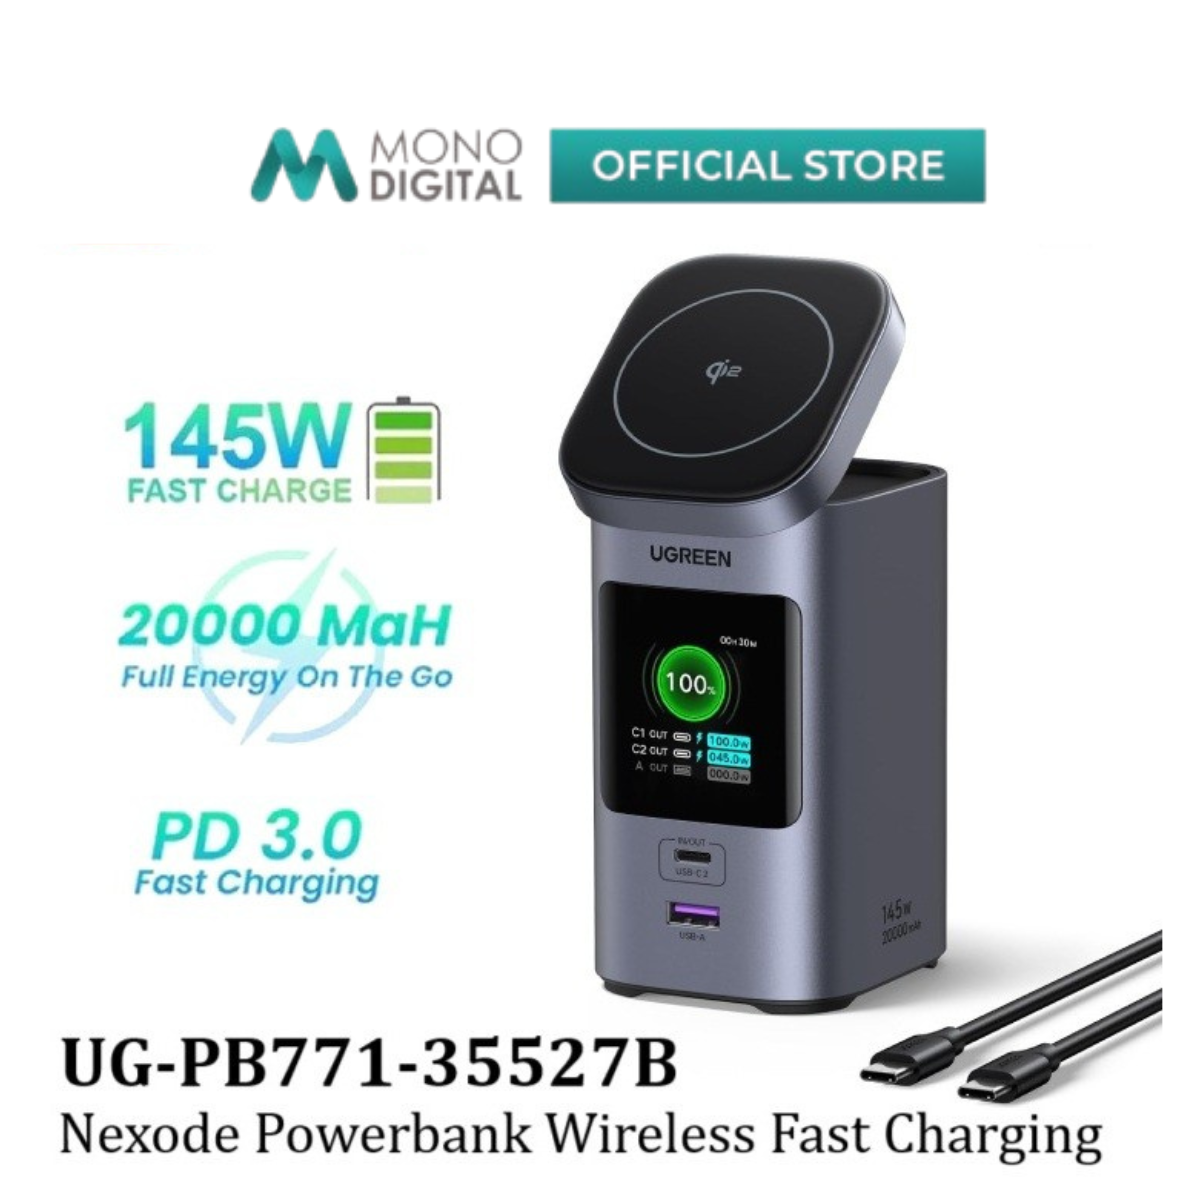 MONO
DIGITAL
OFFICIAL STORE
qi2
145W
FAST CHARGE
UGREEN
00H30M
100%
C1 OUT 100.0W
C2 OUT 045.0W
A OUT 000.0W
20000 MaH
Full Energy On The Go
PD 3.0
Fast Charging
IN/OUT
USB-C 2
USB-A
145W
20000mAh
UG-PB771-35527B
Nexode Powerbank Wireless Fast Charging